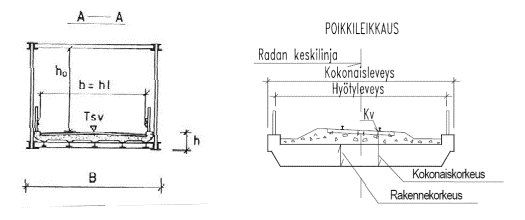 A — A
h₀
b = hl
Tsv
h
B
POIKKILEIKKAUS
Radan keskilinja
Kokonaisleveys
Hyötyleveys
Kv
Kokonaiskorkeus
Rakennekorkeus